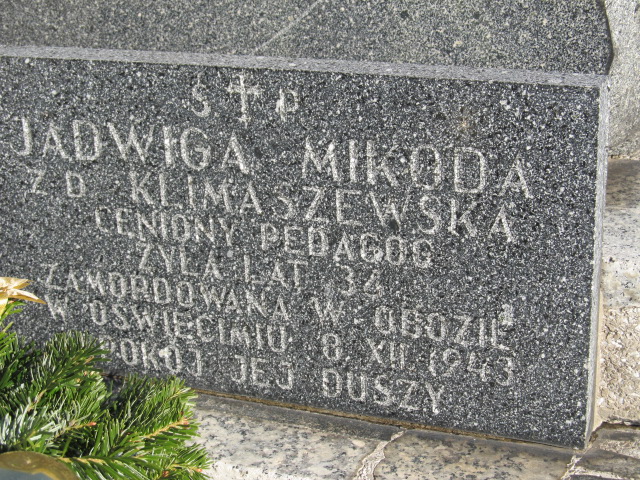 Ś † P
JADWIGA MIKODA
Z D KLIMASZEWSKA
CENIONY PEDAGOG
ŻYŁA LAT 34
ZAMORDOWANA W OBOZIE
W OŚWIĘCIMIU 8.XII 1943
POKÓJ JEJ DUSZY